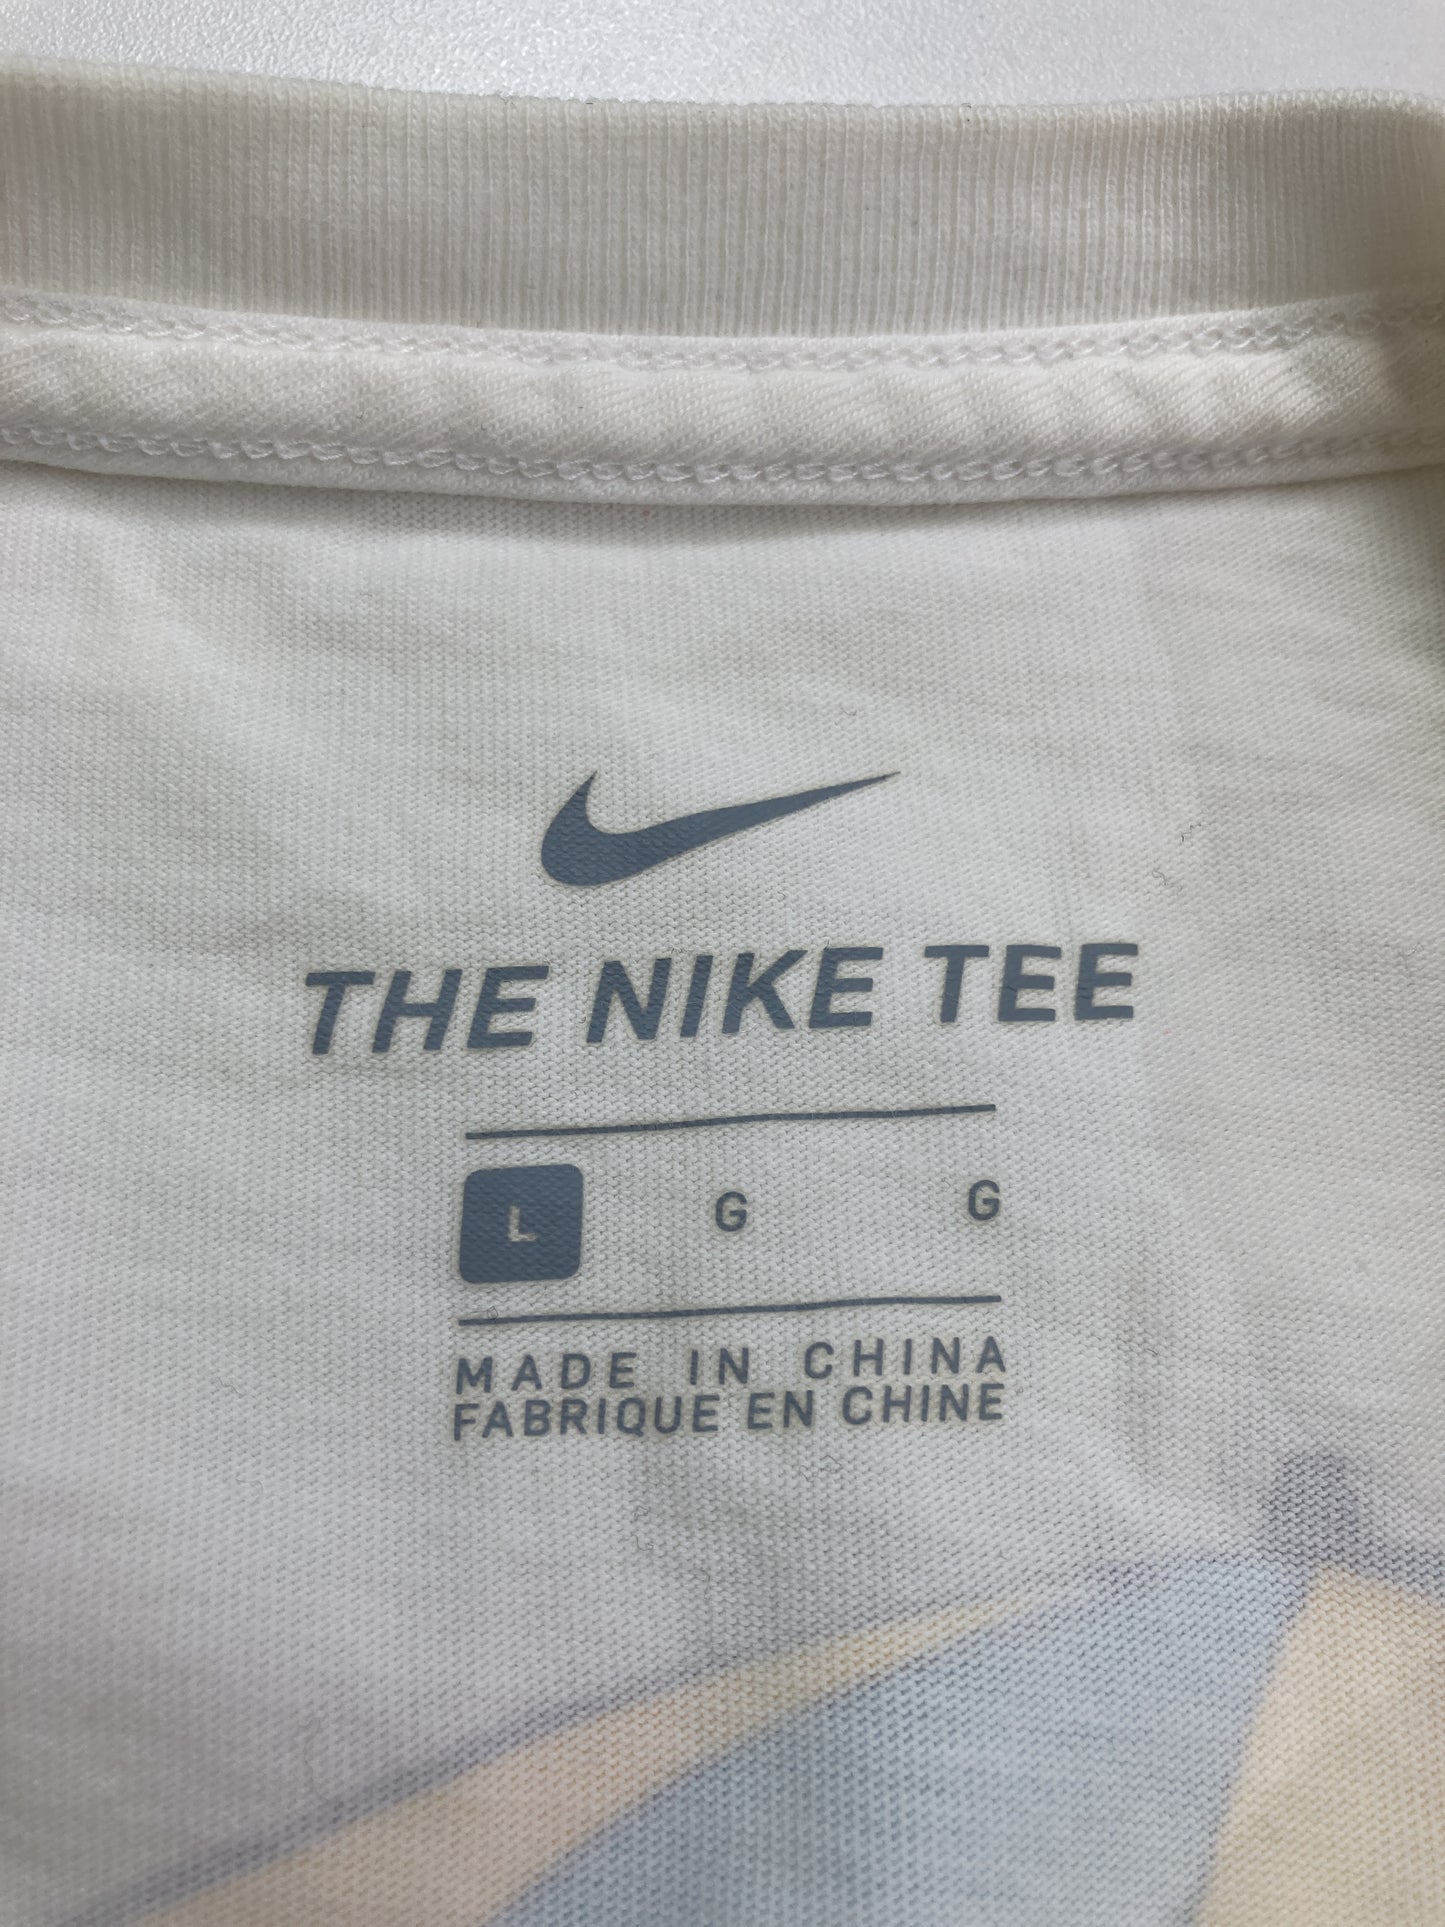 THE NIKE TEE
L G G
MADE IN CHINA
FABRIQUE EN CHINE